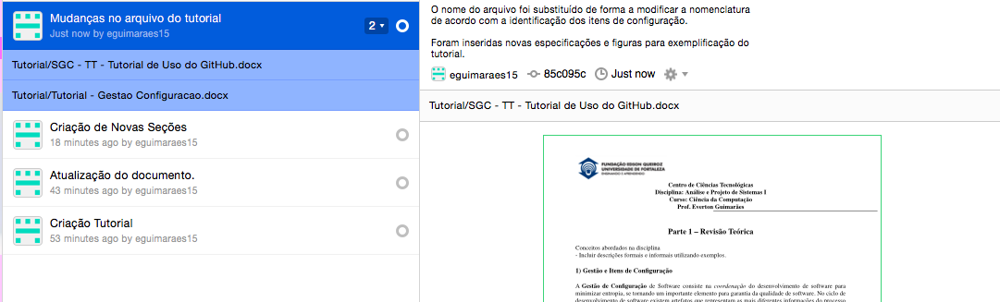 Mudanças no arquivo do tutorial
Just now by eguimaraes15
2
Tutorial/SGC - TT - Tutorial de Uso do GitHub.docx
Tutorial/Tutorial - Gestao Configuracao.docx
Criação de Novas Seções
18 minutes ago by eguimaraes15
Atualização do documento.
43 minutes ago by eguimaraes15
Criação Tutorial
53 minutes ago by eguimaraes15
O nome do arquivo foi substituído de forma a modificar a nomenclatura
de acordo com a identificação dos itens de configuração.
Foram inseridas novas especificações e figuras para exemplificação do
tutorial.
eguimaraes15 85c095c Just now
Tutorial/SGC - TT - Tutorial de Uso do GitHub.docx
FUNDAÇÃO EDSON QUEIROZ
UNIVERSIDADE DE FORTALEZA
ENSINANDO E APRENDENDO
Centro de Ciências Tecnológicas
Disciplina: Análise e Projeto de Sistemas I
Curso: Ciência da Computação
Prof. Everton Guimarães
Parte 1 – Revisão Teórica
Conceitos abordados na disciplina
- Incluir descrições formais e informais utilizando exemplos.
1) Gestão e Itens de Configuração
A Gestão de Configuração de Software consiste na coordenação do desenvolvimento de software para
minimizar entropia, se tornando um importante elemento para garantia da qualidade de software. No ciclo de
desenvolvimento de software existem artefatos que representam as mais diferentes informações do processo